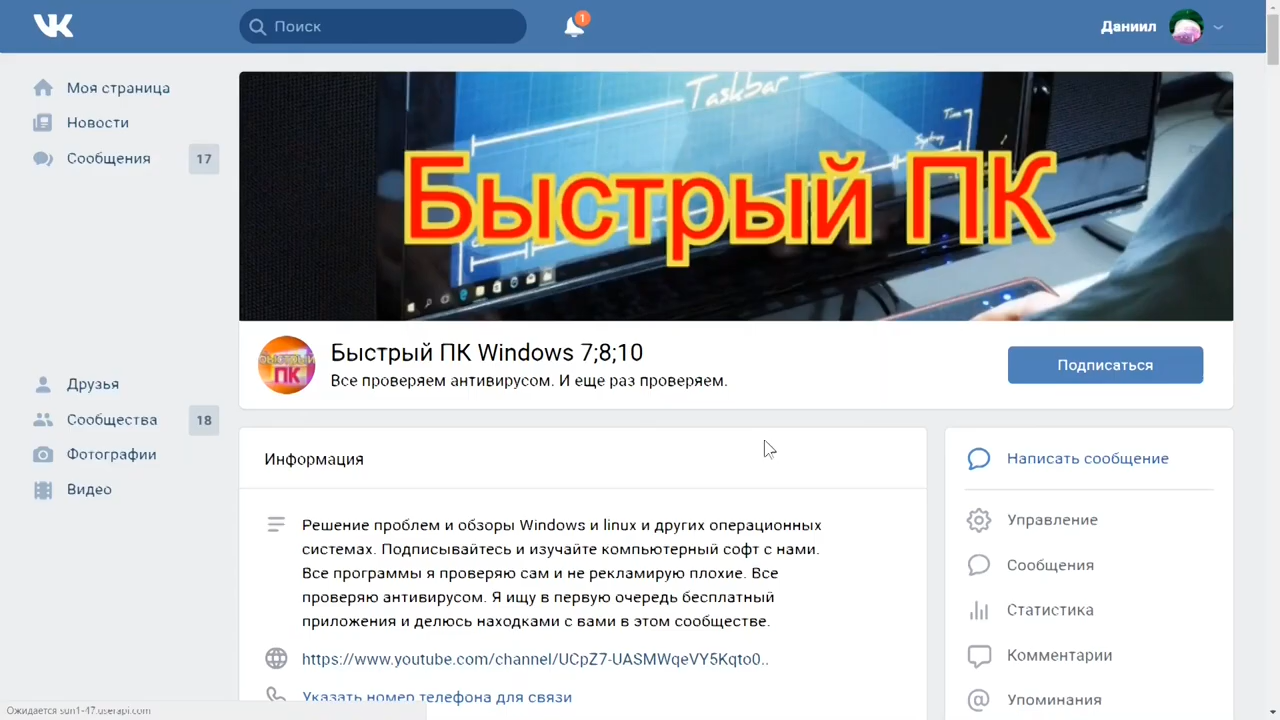 Поиск
1
Даниил
Моя страница
Новости
Сообщения
17
Друзья
Сообщества
18
Фотографии
Видео
Taskbar
Time
Быстрый ПК
Быстрый ПК Windows 7;8;10
Все проверяем антивирусом. И еще раз проверяем.
Подписаться
Информация
Решение проблем и обзоры Windows и linux и других операционных
системах. Подписывайтесь и изучайте компьютерный софт с нами.
Все программы я проверяю сам и не рекламирую плохие. Все
проверяю антивирусом. Я ищу в первую очередь бесплатный
приложения и делюсь находками с вами в этом сообществе.
https://www.youtube.com/channel/UCpZ7-UASMWqeVY5Kqto0..
Указать номер телефона для связи
Написать сообщение
Управление
Сообщения
Статистика
Комментарии
Упоминания
Ожидается sun1-47.userapi.com